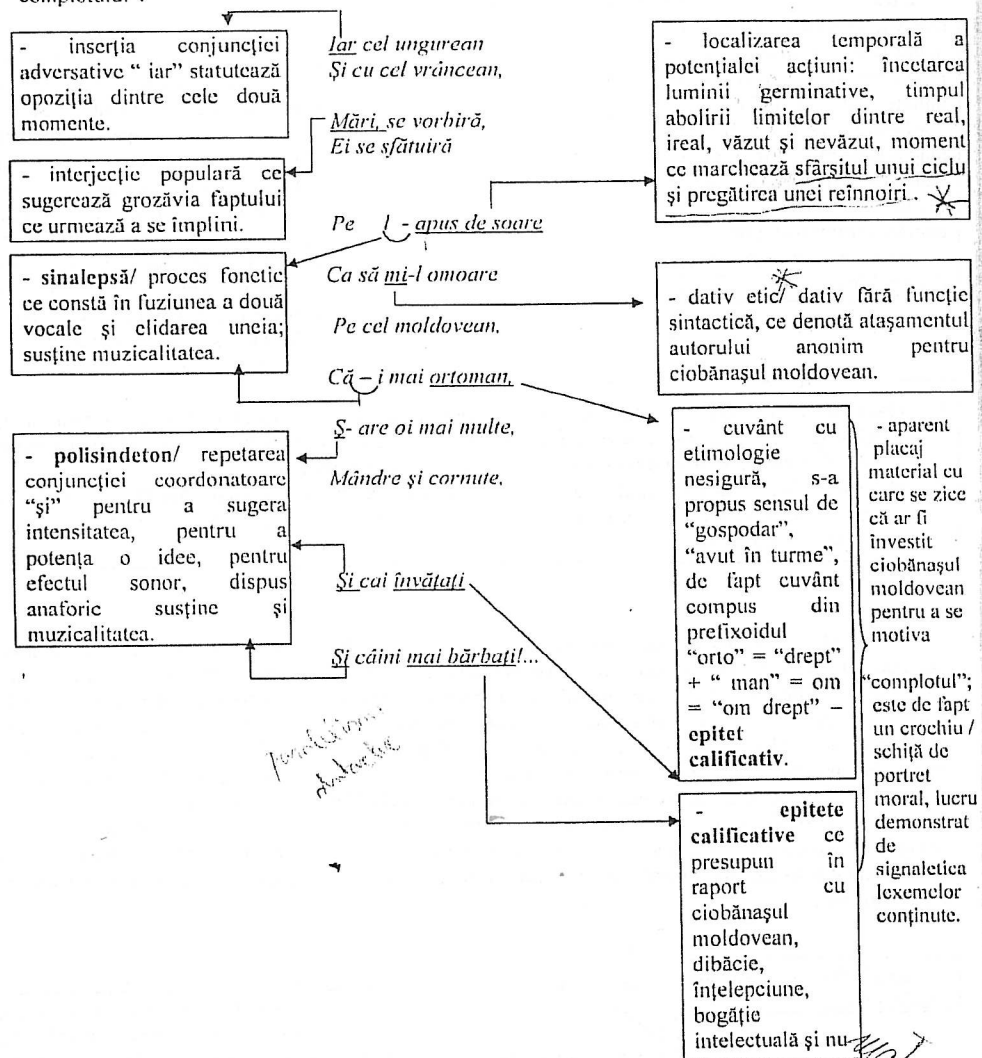 complotului".
- inserția conjuncției
adversative " iar" statutează
opoziția dintre cele două
momente.
- interjecție populară ce
sugerează grozăvia faptului
ce urmează a se împlini.
- sinalepsă/ proces fonetic
ce constă în fuziunea a două
vocale și elidarea uneia;
susține muzicalitatea.
- polisindeton/ repetarea
conjuncției coordonatoare
"și" pentru a sugera
intensitatea, pentru a
potența o idee, pentru
efectul sonor, dispus
anaforic susține și
muzicalitatea.
Iar cel ungurean
Și cu cel vrâncean,
Mări, se vorbiră,
Ei se sfătuiră
Pe l - apus de soare
Ca să mi-l omoare
Pe cel moldovean,
Că – i mai ortoman,
Ș- are oi mai multe,
Mândre și cornute,
Și cai învățați
Și câini mai bărbați!...
- localizarea temporală a
potențialei acțiuni: încetarea
luminii germinative, timpul
abolirii limitelor dintre real,
ireal, văzut și nevăzut, moment
ce marchează sfârșitul unui ciclu
și pregătirea unei reînnoiri.
- dativ etic/ dativ fără funcție
sintactică, ce denotă atașamentul
autorului anonim pentru
ciobănașul moldovean.
- cuvânt cu
etimologie
nesigură, s-a
propus sensul de
"gospodar",
"avut în turme",
de fapt cuvânt
compus din
prefixoidul
"orto" = "drept"
+ " man" = om
= "om drept" –
epitet
calificativ.
- epitete
calificative ce
presupun în
raport cu
ciobănașul
moldovean,
dibăcie,
înțelepciune,
bogăție
intelectuală și nu
- aparent
placaj
material cu
care se zice
că ar fi
învestit
ciobănașul
moldovean
pentru a se
motiva
"complotul";
este de fapt
un crochiu /
schiță de
portret
moral, lucru
demonstrat
de
signaletica
lexemelor
conținute.